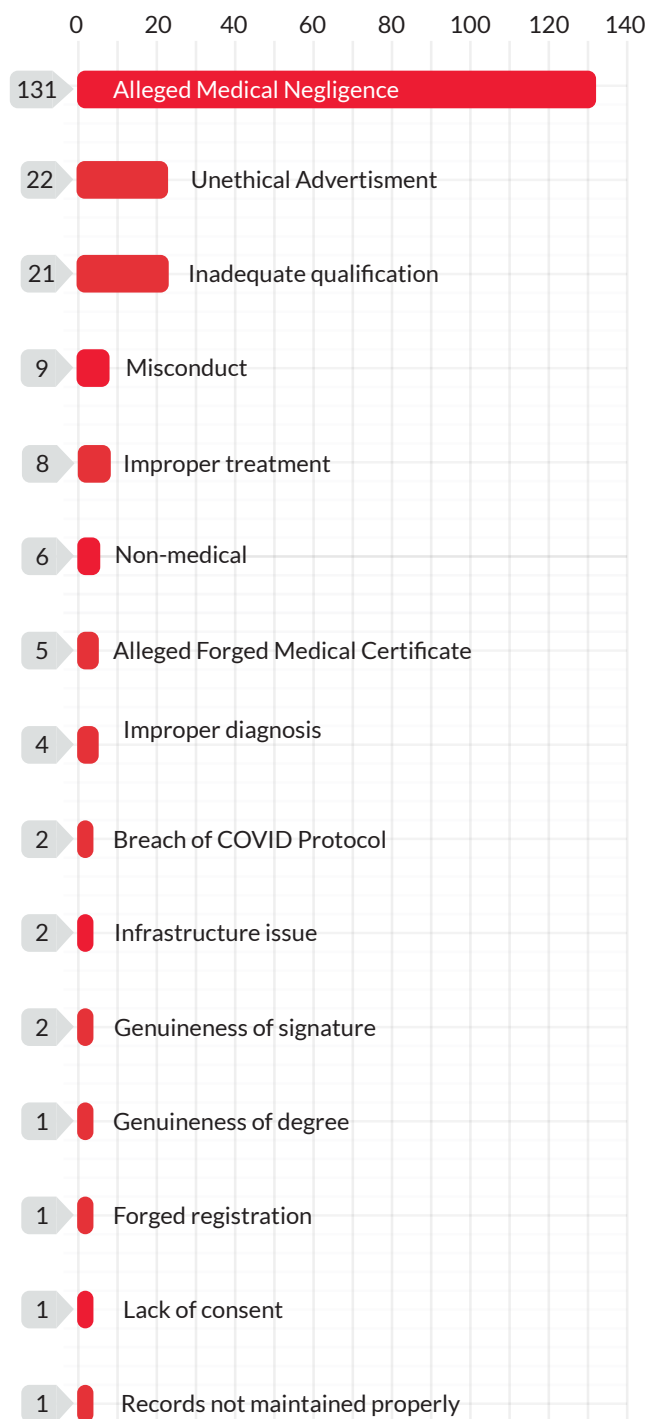 0 20 40 60 80 100 120 140
131 Alleged Medical Negligence
22 Unethical Advertisment
21 Inadequate qualification
9 Misconduct
8 Improper treatment
6 Non-medical
5 Alleged Forged Medical Certificate
4 Improper diagnosis
2 Breach of COVID Protocol
2 Infrastructure issue
2 Genuineness of signature
1 Genuineness of degree
1 Forged registration
1 Lack of consent
1 Records not maintained properly